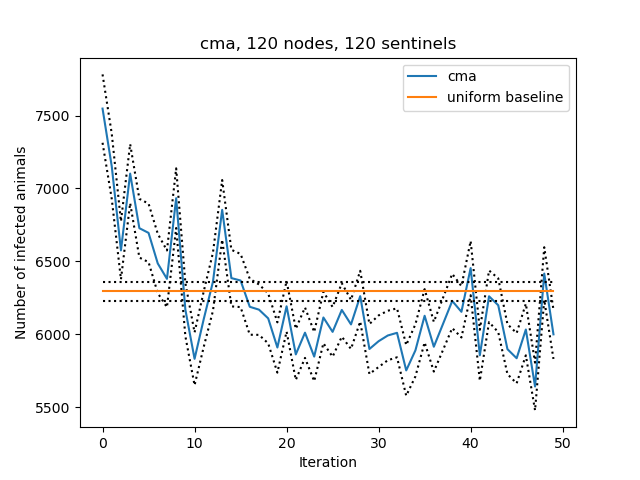 cma, 120 nodes, 120 sentinels
cma
uniform baseline
Number of infected animals
7500
7000
6500
6000
5500
0 10 20 30 40 50
Iteration